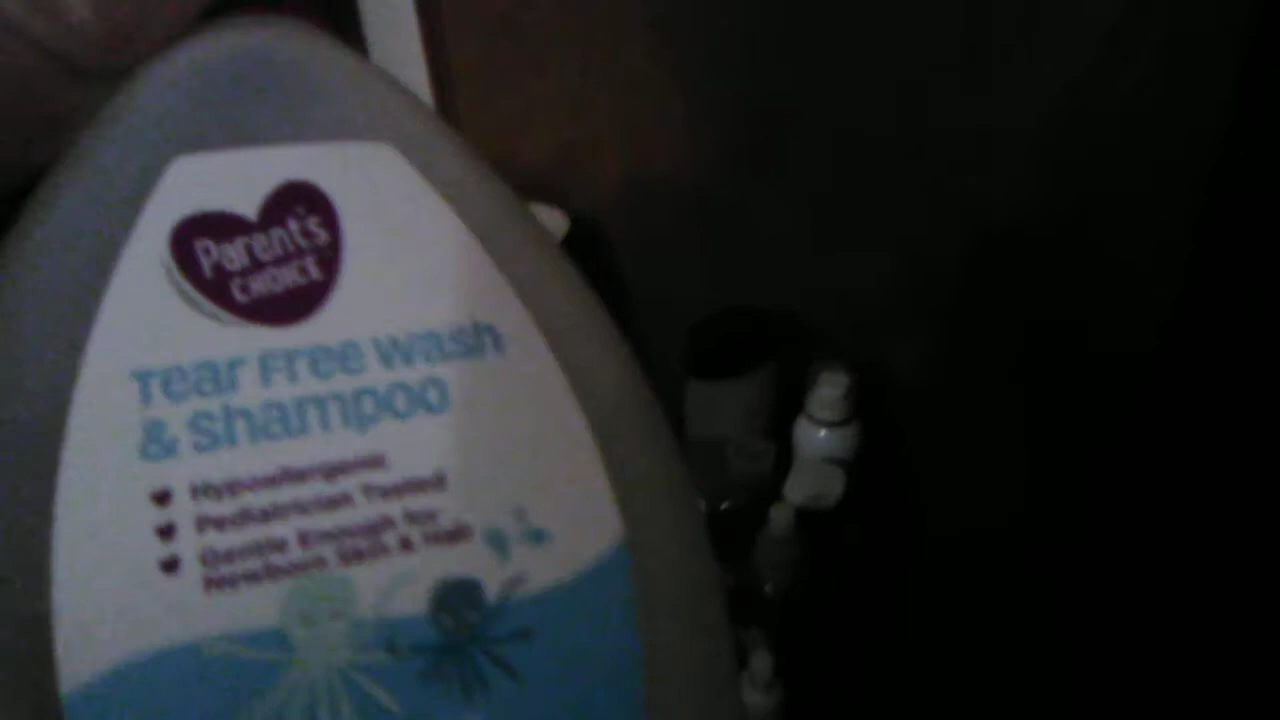 Parent's
CHOICE
Tear Free Wash
& Shampoo
Hypoallergenic
Pediatrician Tested
Gentle Enough for
Newborn Skin & Hair